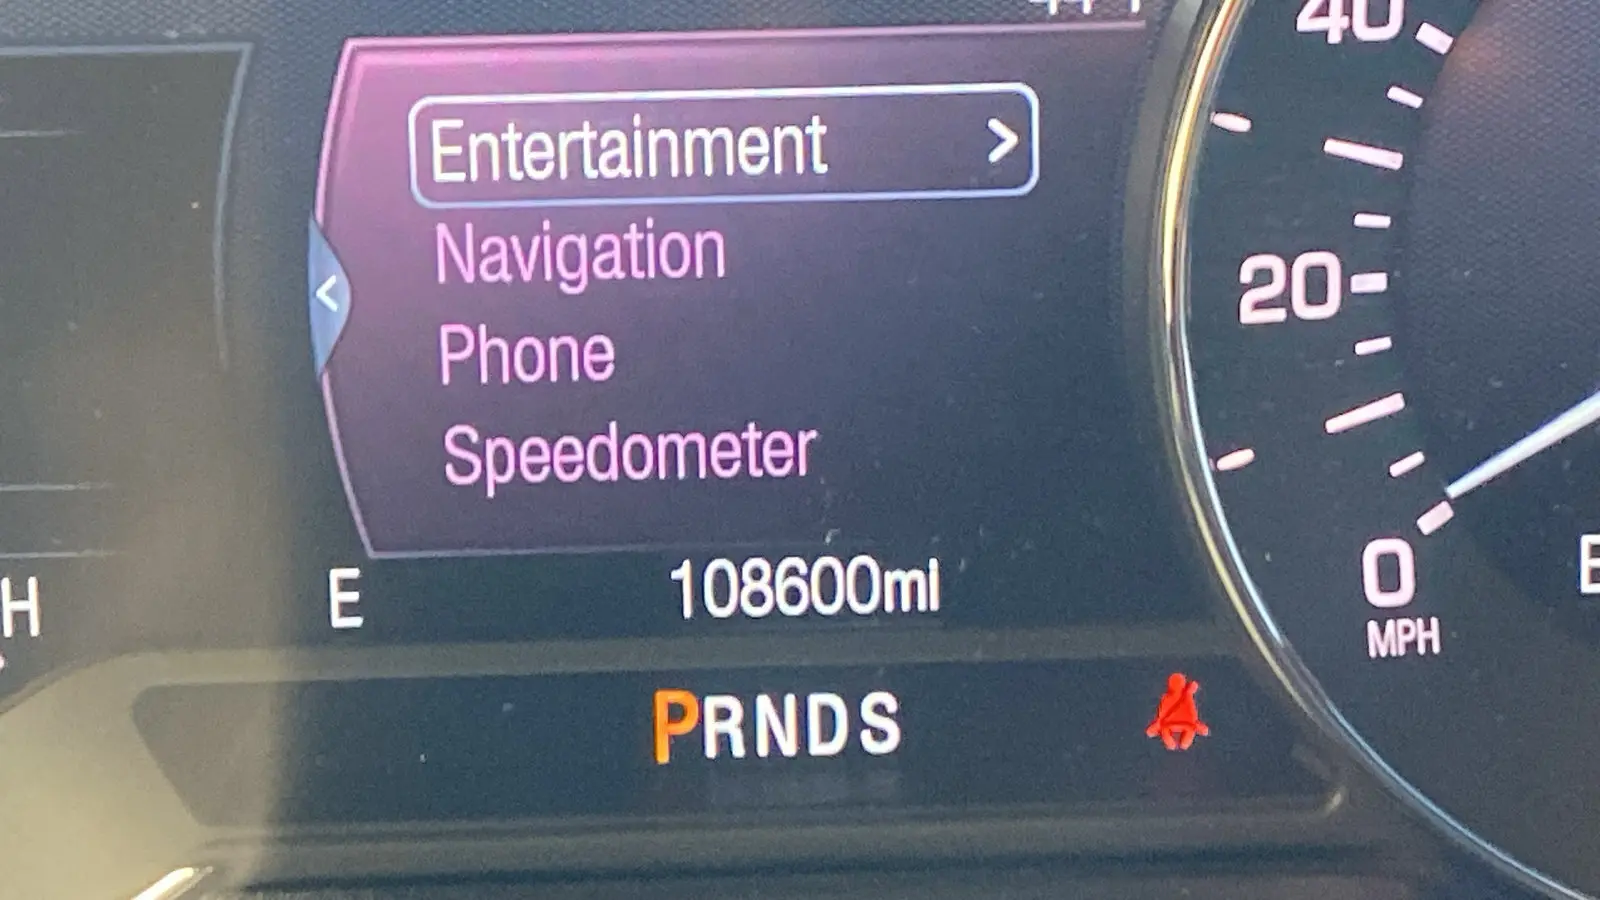 40
Entertainment >
Navigation
<
Phone
20
Speedometer
0
MPH
H
E
108600mi
E
PRNDS